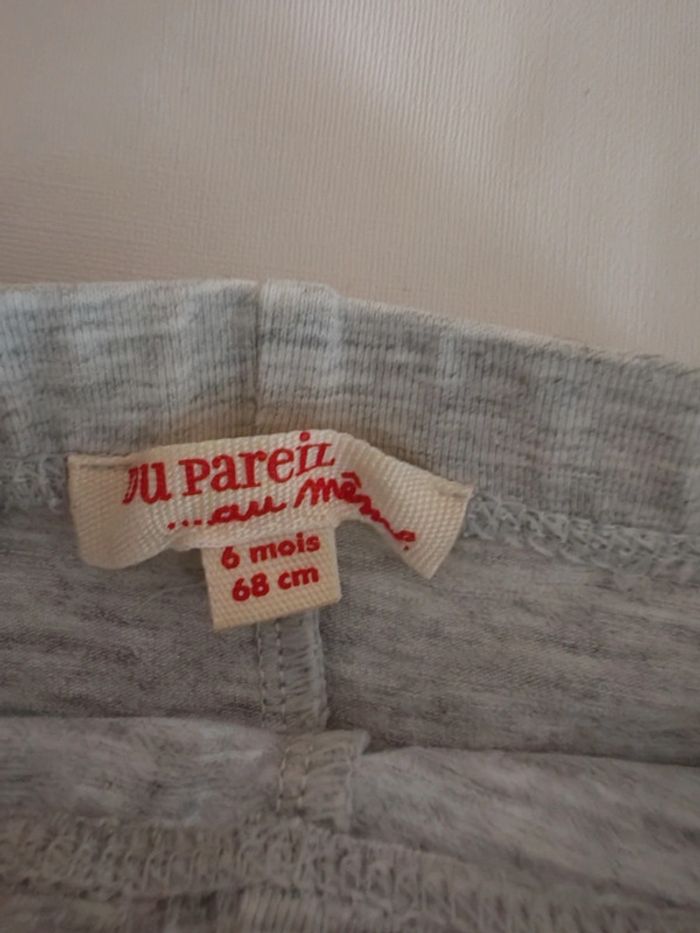 DU PAREIL
...au même
6 mois
68 cm